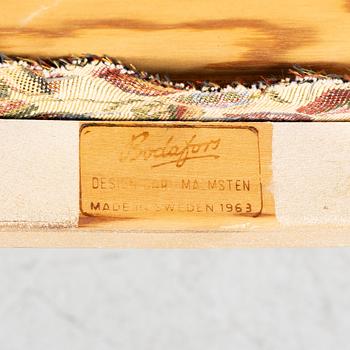 Bodafors
DESIGN CARL MALMSTEN
MADE IN SWEDEN 1963